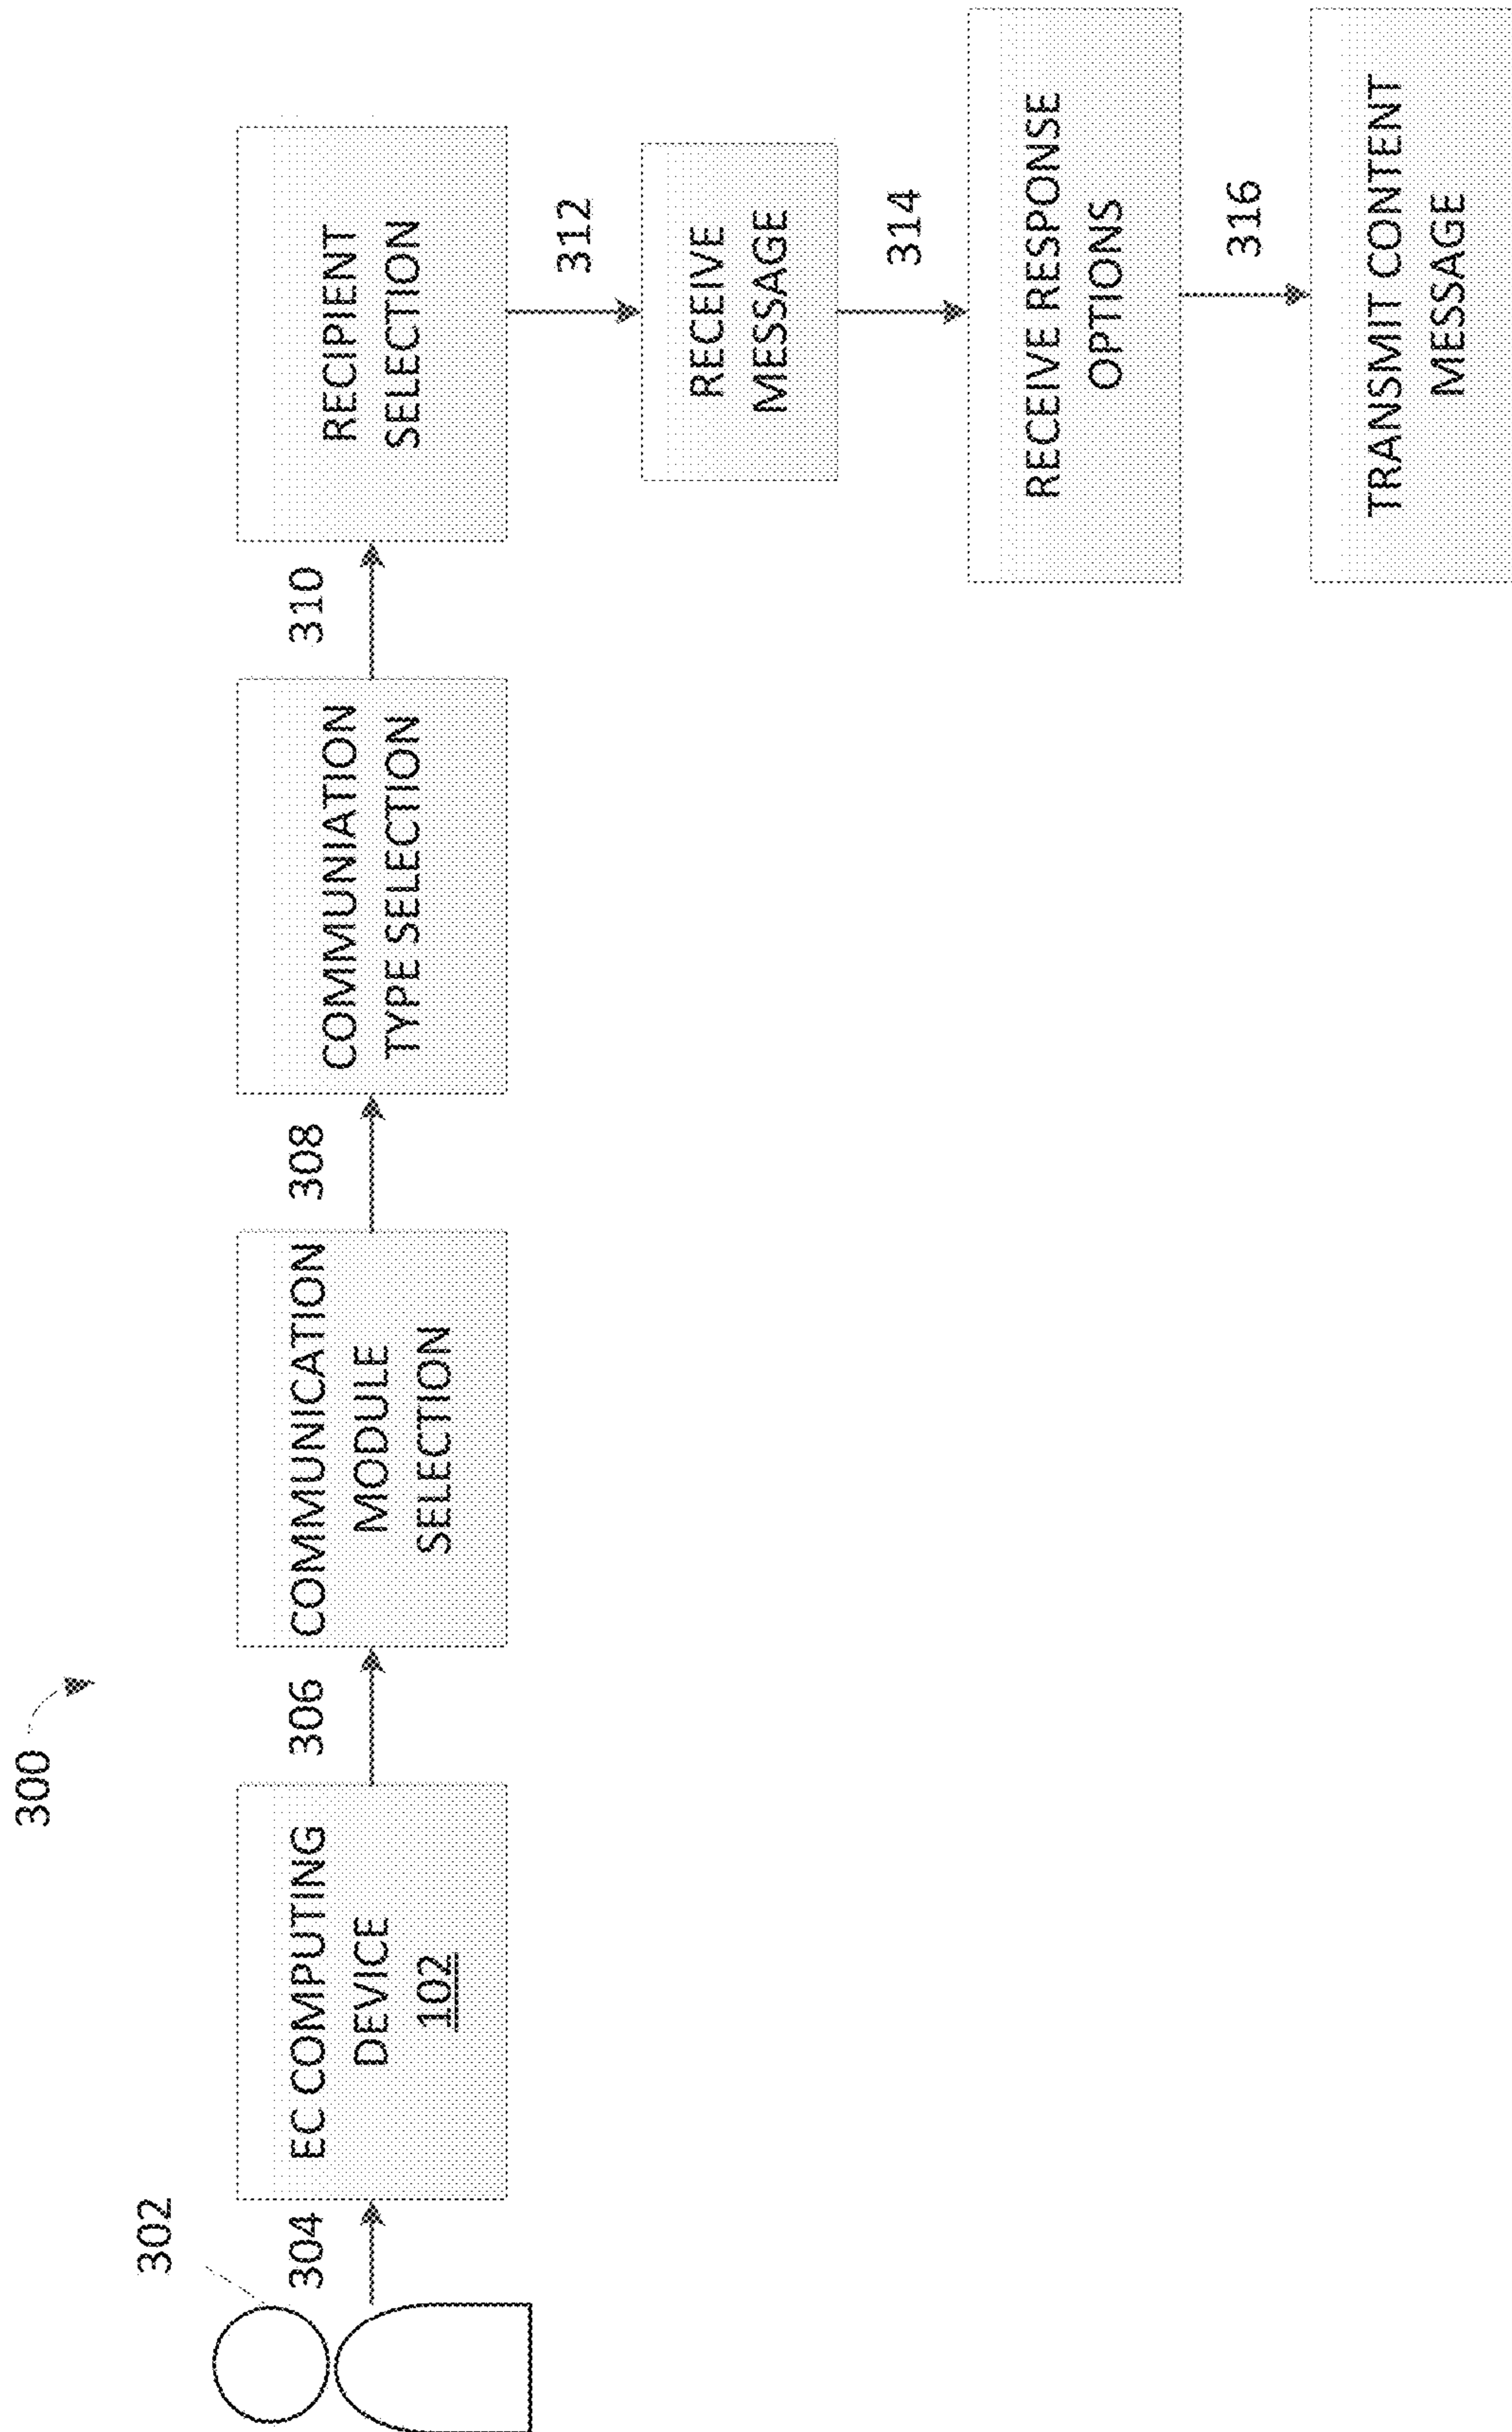 300
302
304
EC COMPUTING
DEVICE
102
306
COMMUNICATION
MODULE
SELECTION
308
COMMUNIATION
TYPE SELECTION
310
RECIPIENT
SELECTION
312
RECEIVE
MESSAGE
314
RECEIVE RESPONSE
OPTIONS
316
TRANSMIT CONTENT
MESSAGE